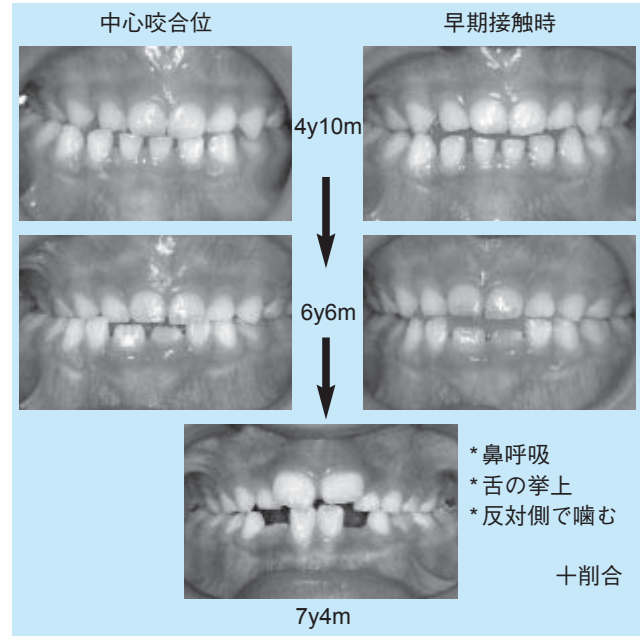 中心咬合位
早期接触時
4y10m
6y6m
*鼻呼吸
*舌の挙上
*反対側で噛む
＋削合
7y4m